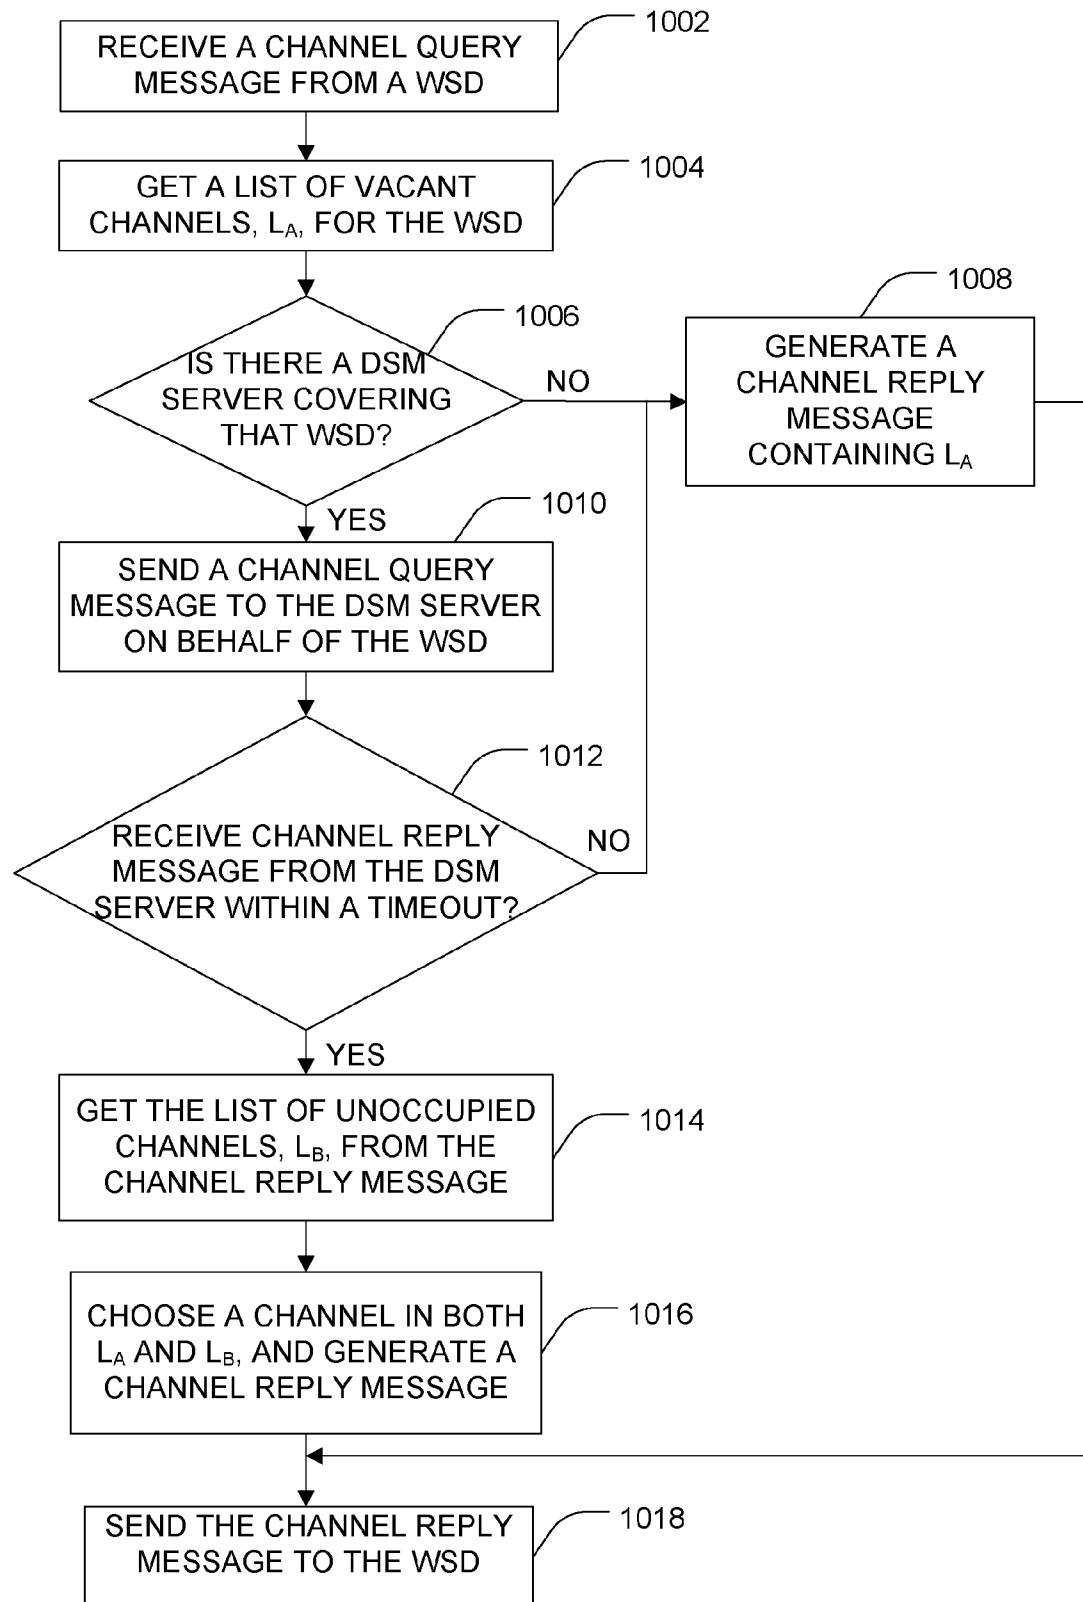 RECEIVE A CHANNEL QUERY
MESSAGE FROM A WSD
1002
GET A LIST OF VACANT
CHANNELS, LA, FOR THE WSD
1004
IS THERE A DSM
SERVER COVERING
THAT WSD?
1006
NO
GENERATE A
CHANNEL REPLY
MESSAGE
CONTAINING LA
1008
YES
SEND A CHANNEL QUERY
MESSAGE TO THE DSM SERVER
ON BEHALF OF THE WSD
1010
RECEIVE CHANNEL REPLY
MESSAGE FROM THE DSM
SERVER WITHIN A TIMEOUT?
1012
NO
YES
GET THE LIST OF UNOCCUPIED
CHANNELS, LB, FROM THE
CHANNEL REPLY MESSAGE
1014
CHOOSE A CHANNEL IN BOTH
LA AND LB, AND GENERATE A
CHANNEL REPLY MESSAGE
1016
SEND THE CHANNEL REPLY
MESSAGE TO THE WSD
1018